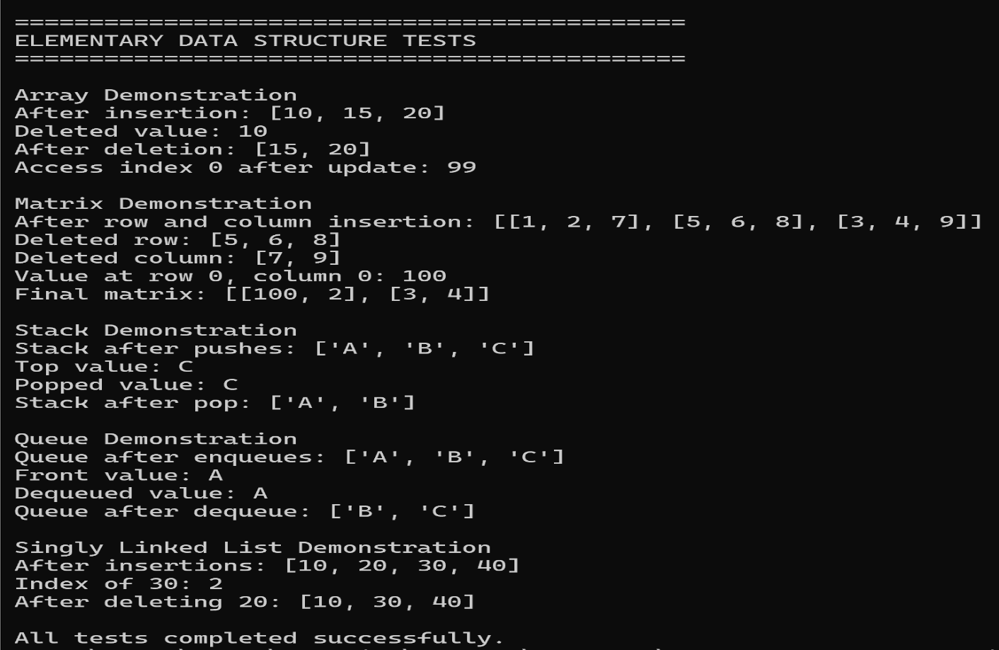 =============================================
ELEMENTARY DATA STRUCTURE TESTS
=============================================
Array Demonstration
After insertion: [10, 15, 20]
Deleted value: 10
After deletion: [15, 20]
Access index 0 after update: 99
Matrix Demonstration
After row and column insertion: [[1, 2, 7], [5, 6, 8], [3, 4, 9]]
Deleted row: [5, 6, 8]
Deleted column: [7, 9]
Value at row 0, column 0: 100
Final matrix: [[100, 2], [3, 4]]
Stack Demonstration
Stack after pushes: ['A', 'B', 'C']
Top value: C
Popped value: C
Stack after pop: ['A', 'B']
Queue Demonstration
Queue after enqueues: ['A', 'B', 'C']
Front value: A
Dequeued value: A
Queue after dequeue: ['B', 'C']
Singly Linked List Demonstration
After insertions: [10, 20, 30, 40]
Index of 30: 2
After deleting 20: [10, 30, 40]
All tests completed successfully.